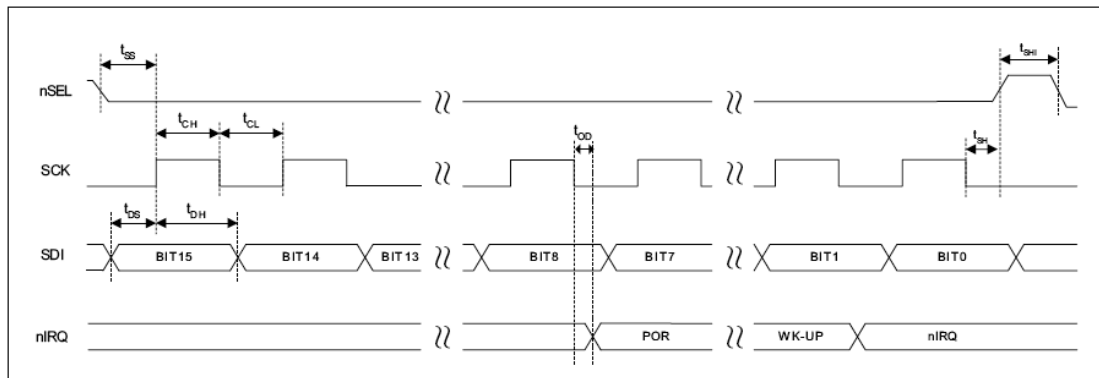 tSS
tSHI
nSEL
tCH
tCL
tOD
tSH
SCK
tDS
tDH
SDI
BIT15
BIT14
BIT13
BIT8
BIT7
BIT1
BIT0
nIRQ
POR
WK-UP
nIRQ